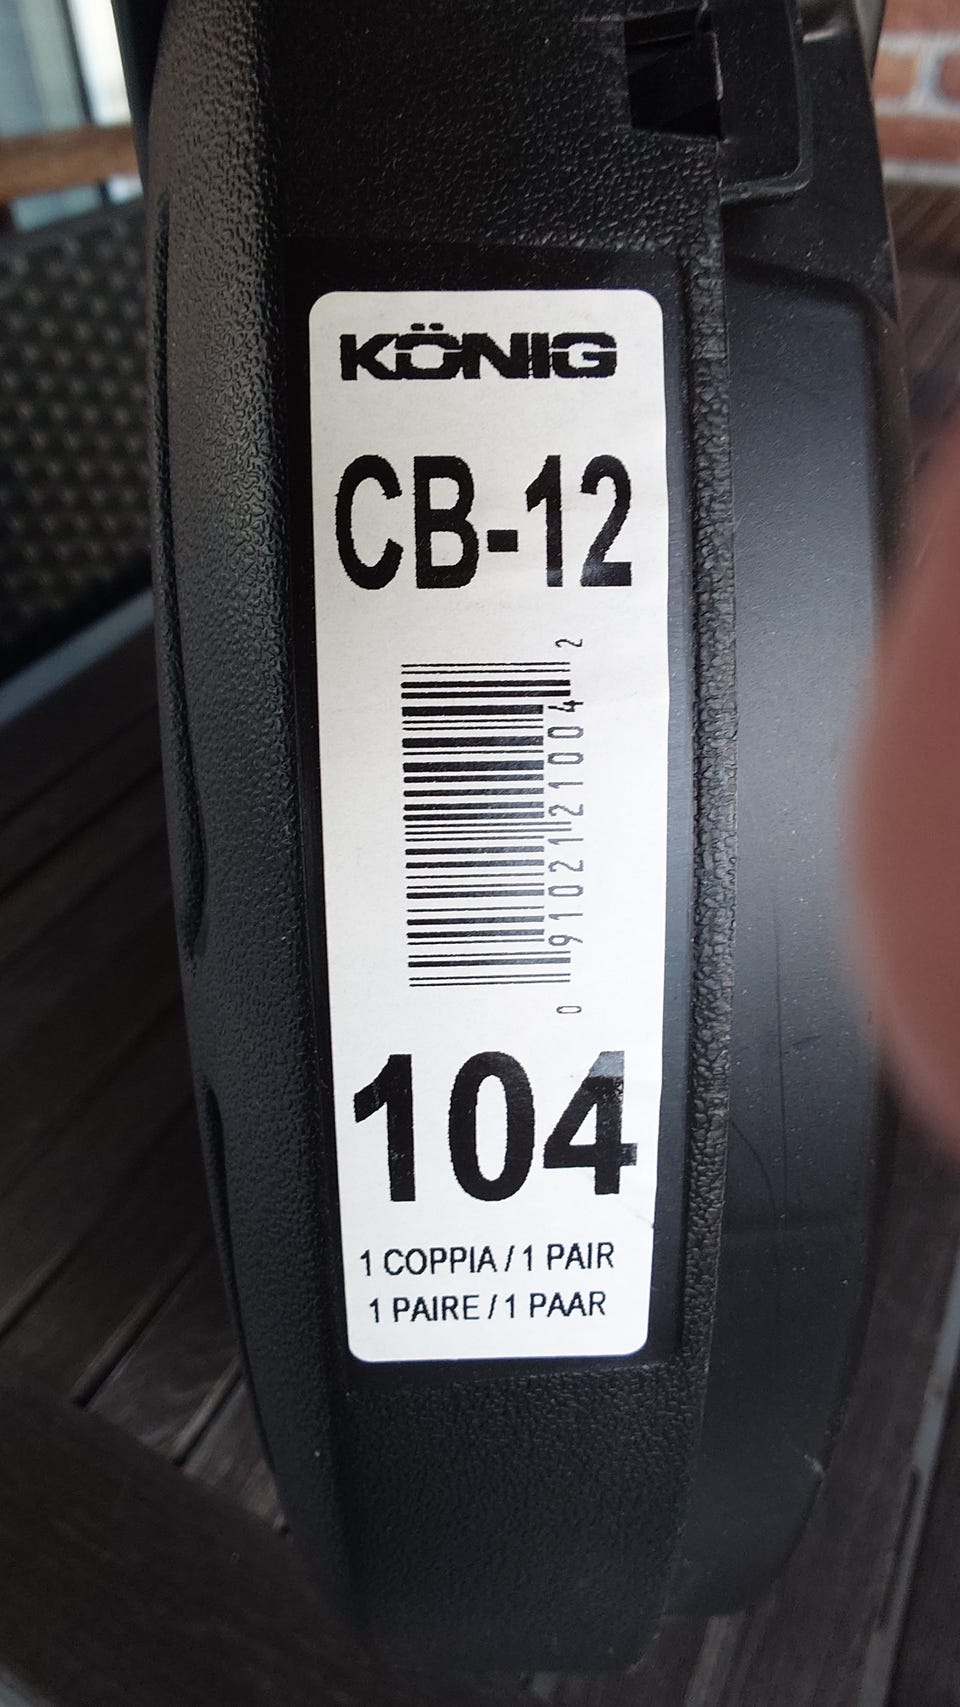 KÖNIG
CB-12
0 91021 21004 2
104
1 COPPIA / 1 PAIR
1 PAIRE / 1 PAAR